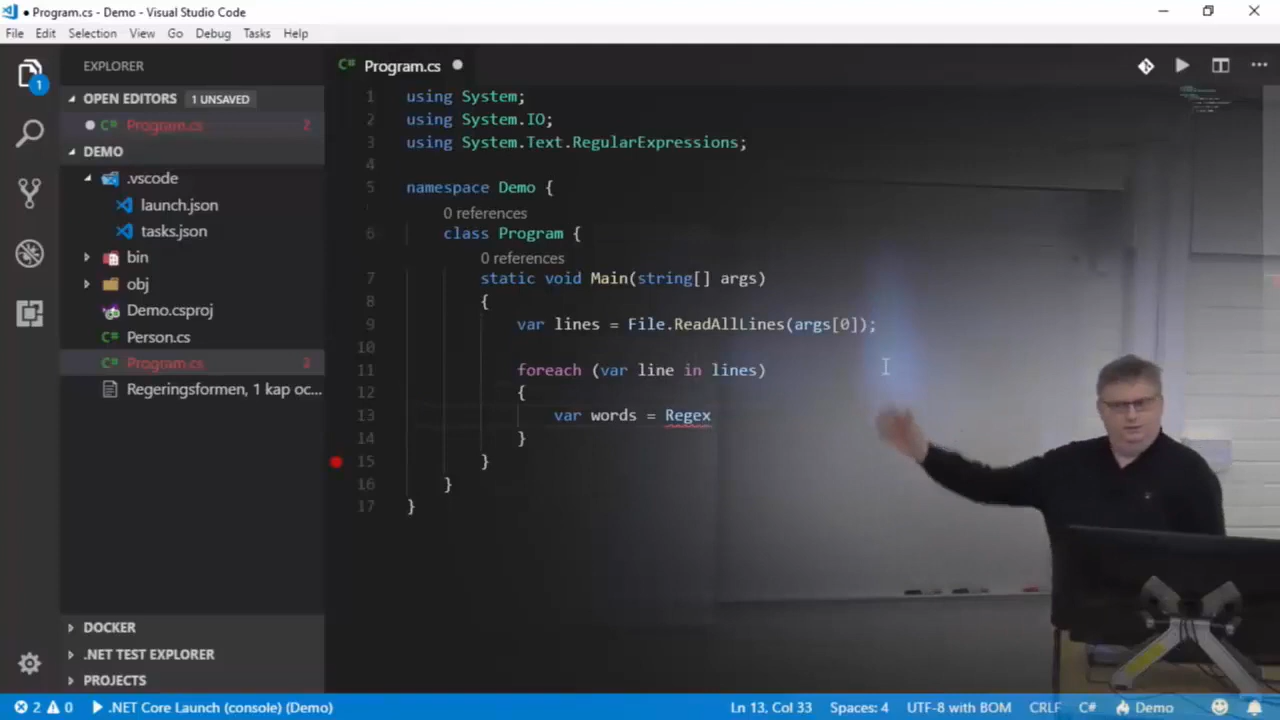 ● Program.cs - Demo - Visual Studio Code
File Edit Selection View Go Debug Tasks Help
EXPLORER
1
OPEN EDITORS 1 UNSAVED
C# Program.cs 2
DEMO
.vscode
launch.json
tasks.json
bin
obj
Demo.csproj
C# Person.cs
C# Program.cs 2
Regeringsformen, 1 kap oc...
DOCKER
.NET TEST EXPLORER
PROJECTS
C# Program.cs
1 using System;
2 using System.IO;
3 using System.Text.RegularExpressions;
4
5 namespace Demo {
0 references
6 class Program {
0 references
7 static void Main(string[] args)
8 {
9 var lines = File.ReadAllLines(args[0]);
10
11 foreach (var line in lines)
12 {
13 var words = Regex
14 }
15 }
16 }
17 }
2 0 .NET Core Launch (console) (Demo) Ln 13, Col 33 Spaces: 4 UTF-8 with BOM CRLF C# Demo